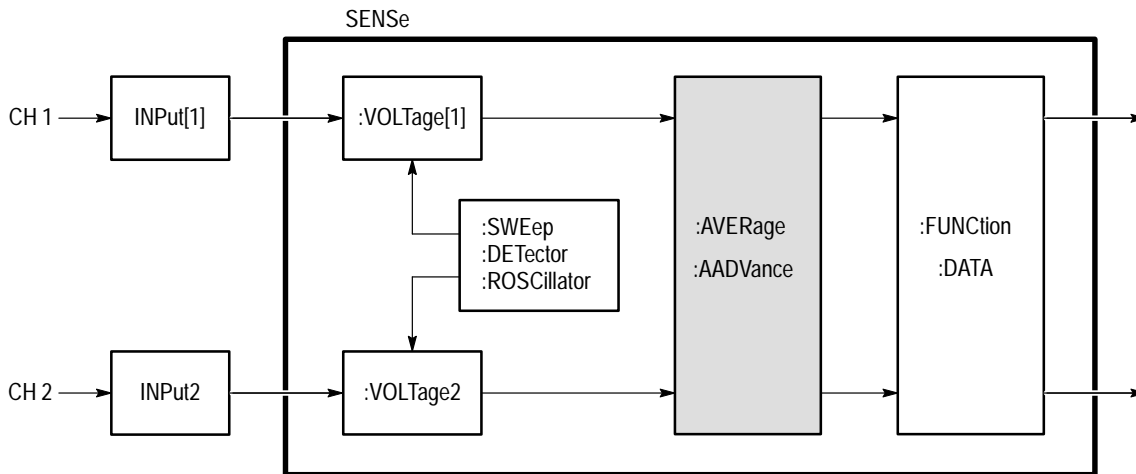 SENSe
CH 1
INPut[1]
:VOLTage[1]
:SWEep
:DETector
:ROSCillator
:AVERage
:AADVance
:FUNCtion
:DATA
CH 2
INPut2
:VOLTage2